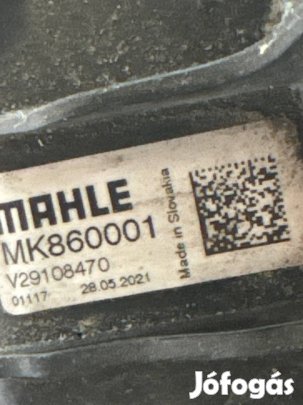 MAHLE
MK860001
V29108470
01117 28.05.2021
Made in Slovakia
Jófogás